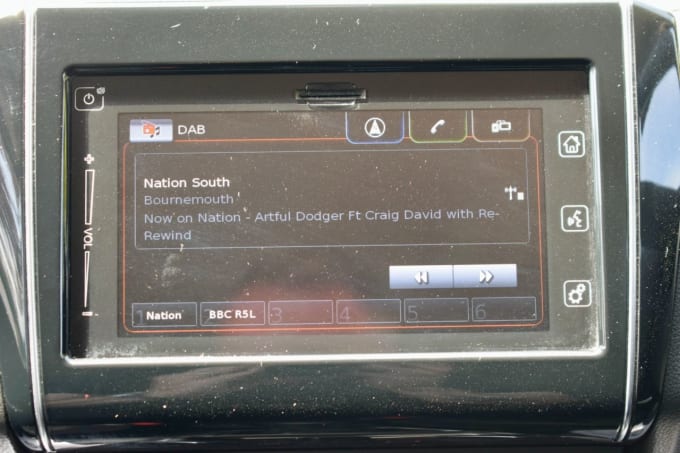 DAB
Nation South
Bournemouth
Now on Nation - Artful Dodger Ft Craig David with Re-
Rewind
+
VOL
-
1 Nation
BBC R5L
3
4
5
6